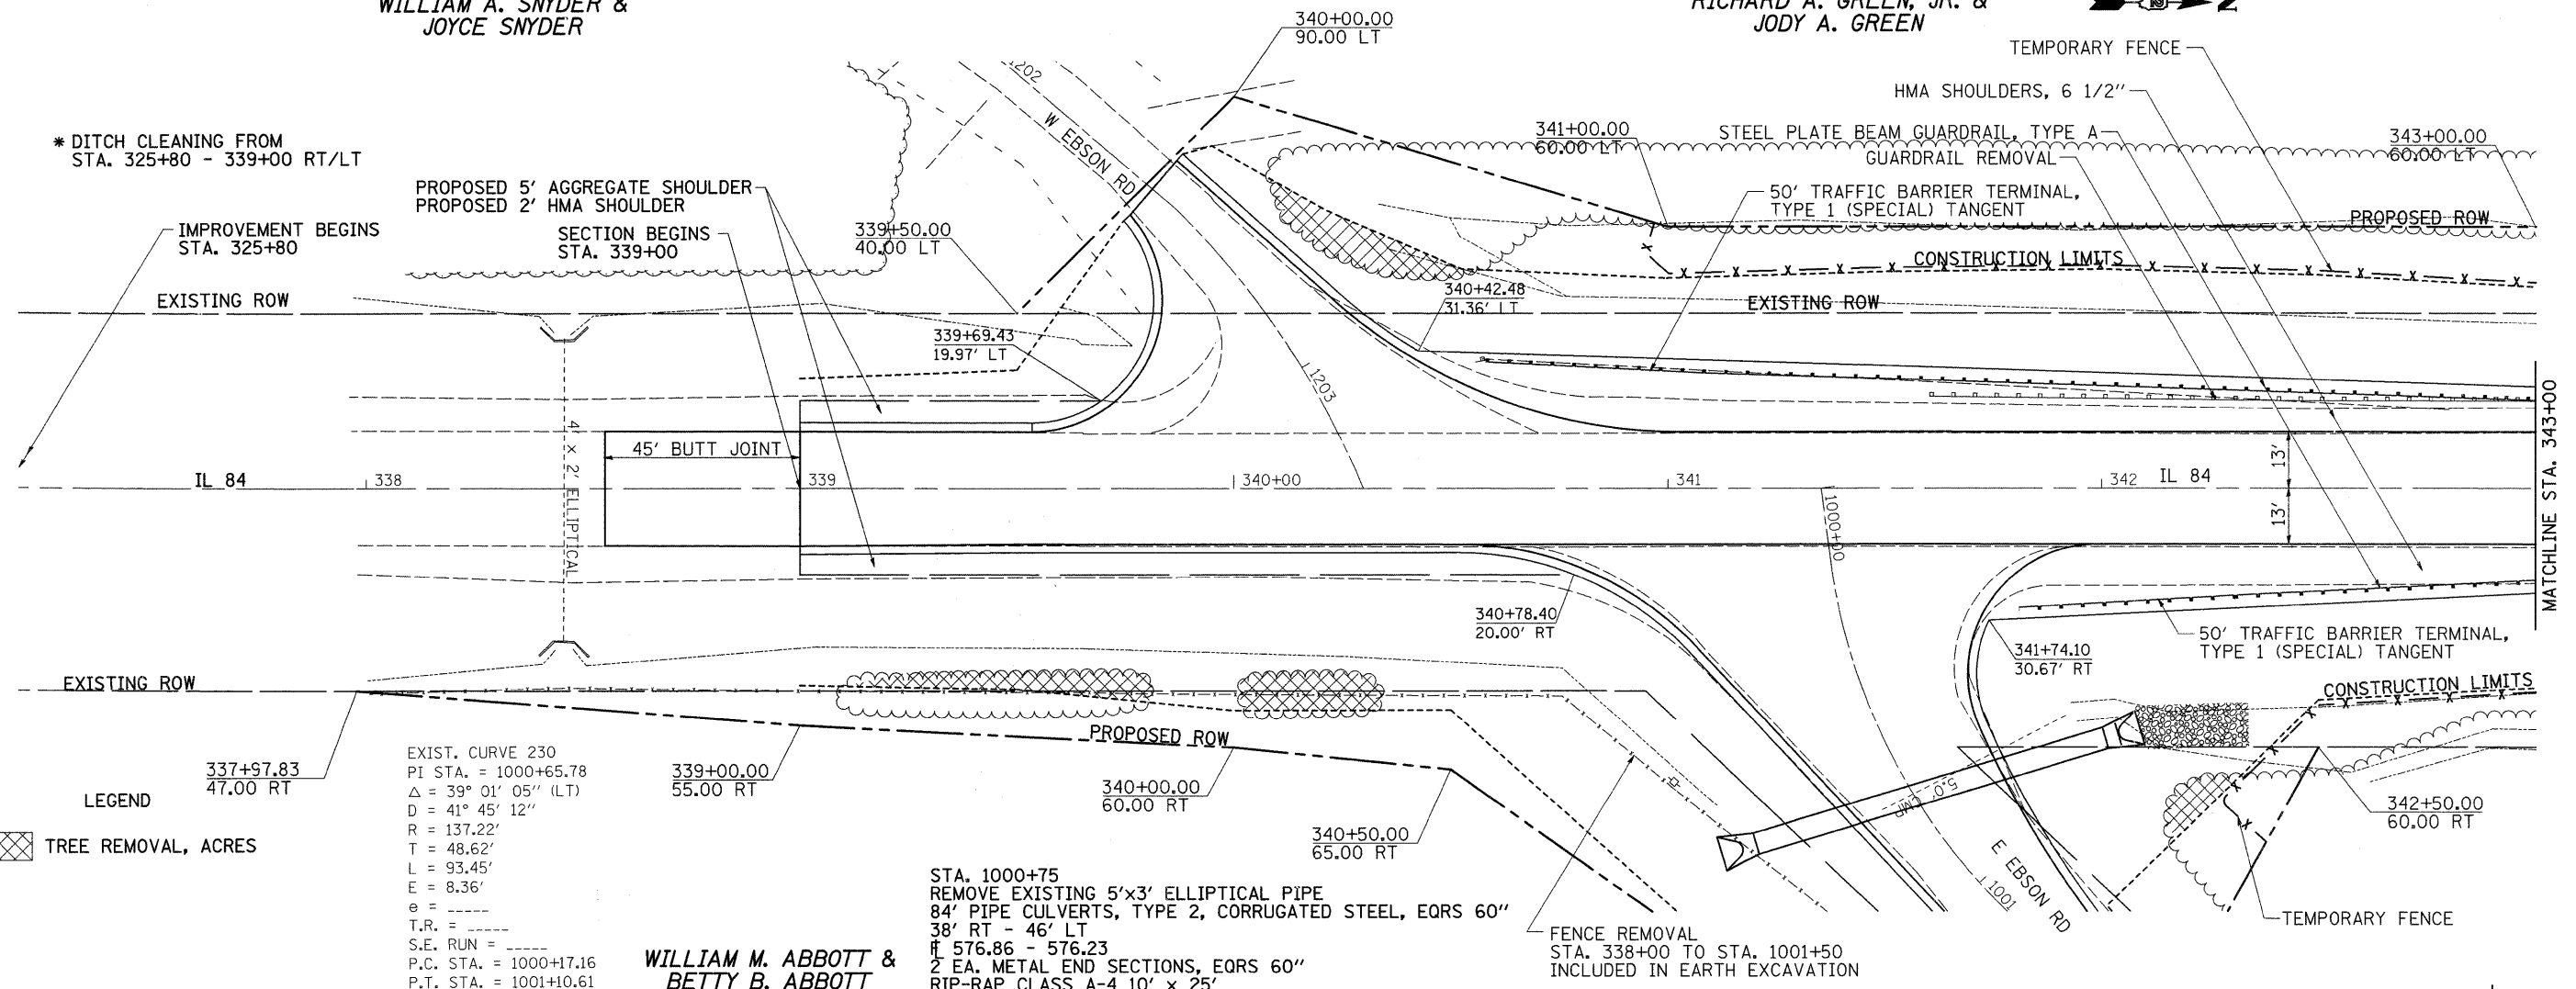 WILLIAM A. SNYDER &
JOYCE SNYDER
340+00.00
90.00 LT
RICHARD A. GREEN, JR. &
JODY A. GREEN
N
TEMPORARY FENCE
HMA SHOULDERS, 6 1/2"
STEEL PLATE BEAM GUARDRAIL, TYPE A
GUARDRAIL REMOVAL
50' TRAFFIC BARRIER TERMINAL,
TYPE 1 (SPECIAL) TANGENT
341+00.00
60.00 LT
343+00.00
60.00 LT
* DITCH CLEANING FROM
STA. 325+80 - 339+00 RT/LT
PROPOSED 5' AGGREGATE SHOULDER
PROPOSED 2' HMA SHOULDER
IMPROVEMENT BEGINS
STA. 325+80
SECTION BEGINS
STA. 339+00
339+50.00
40.00 LT
1202
W EBSON RD
PROPOSED ROW
CONSTRUCTION LIMITS
EXISTING ROW
EXISTING ROW
340+42.48
31.36' LT
339+69.43
19.97' LT
1203
4' X 2' ELLIPTICAL
45' BUTT JOINT
IL 84
338
339
340+00
341
342
IL 84
13'
13'
MATCHLINE STA. 343+00
1000+00
340+78.40
20.00' RT
341+74.10
30.67' RT
50' TRAFFIC BARRIER TERMINAL,
TYPE 1 (SPECIAL) TANGENT
EXISTING ROW
CONSTRUCTION LIMITS
PROPOSED ROW
337+97.83
47.00 RT
339+00.00
55.00 RT
340+00.00
60.00 RT
340+50.00
65.00 RT
342+50.00
60.00 RT
5.0' CMP
E EBSON RD
1001
TEMPORARY FENCE
LEGEND
TREE REMOVAL, ACRES
EXIST. CURVE 230
PI STA. = 1000+65.78
Δ = 39° 01' 05" (LT)
D = 41° 45' 12"
R = 137.22'
T = 48.62'
L = 93.45'
E = 8.36'
e = _____
T.R. = _____
S.E. RUN = _____
P.C. STA. = 1000+17.16
P.T. STA. = 1001+10.61
WILLIAM M. ABBOTT &
BETTY B. ABBOTT
STA. 1000+75
REMOVE EXISTING 5'x3' ELLIPTICAL PIPE
84' PIPE CULVERTS, TYPE 2, CORRUGATED STEEL, EQRS 60"
38' RT - 46' LT
576.86 - 576.23
2 EA. METAL END SECTIONS, EQRS 60"
RIP-RAP CLASS A-4 10' x 25'
FENCE REMOVAL
STA. 338+00 TO STA. 1001+50
INCLUDED IN EARTH EXCAVATION